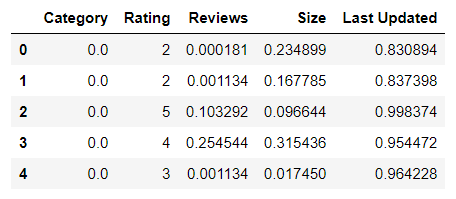 Category Rating Reviews Size Last Updated
0 0.0 2 0.000181 0.234899 0.830894
1 0.0 2 0.001134 0.167785 0.837398
2 0.0 5 0.103292 0.096644 0.998374
3 0.0 4 0.254544 0.315436 0.954472
4 0.0 3 0.001134 0.017450 0.964228